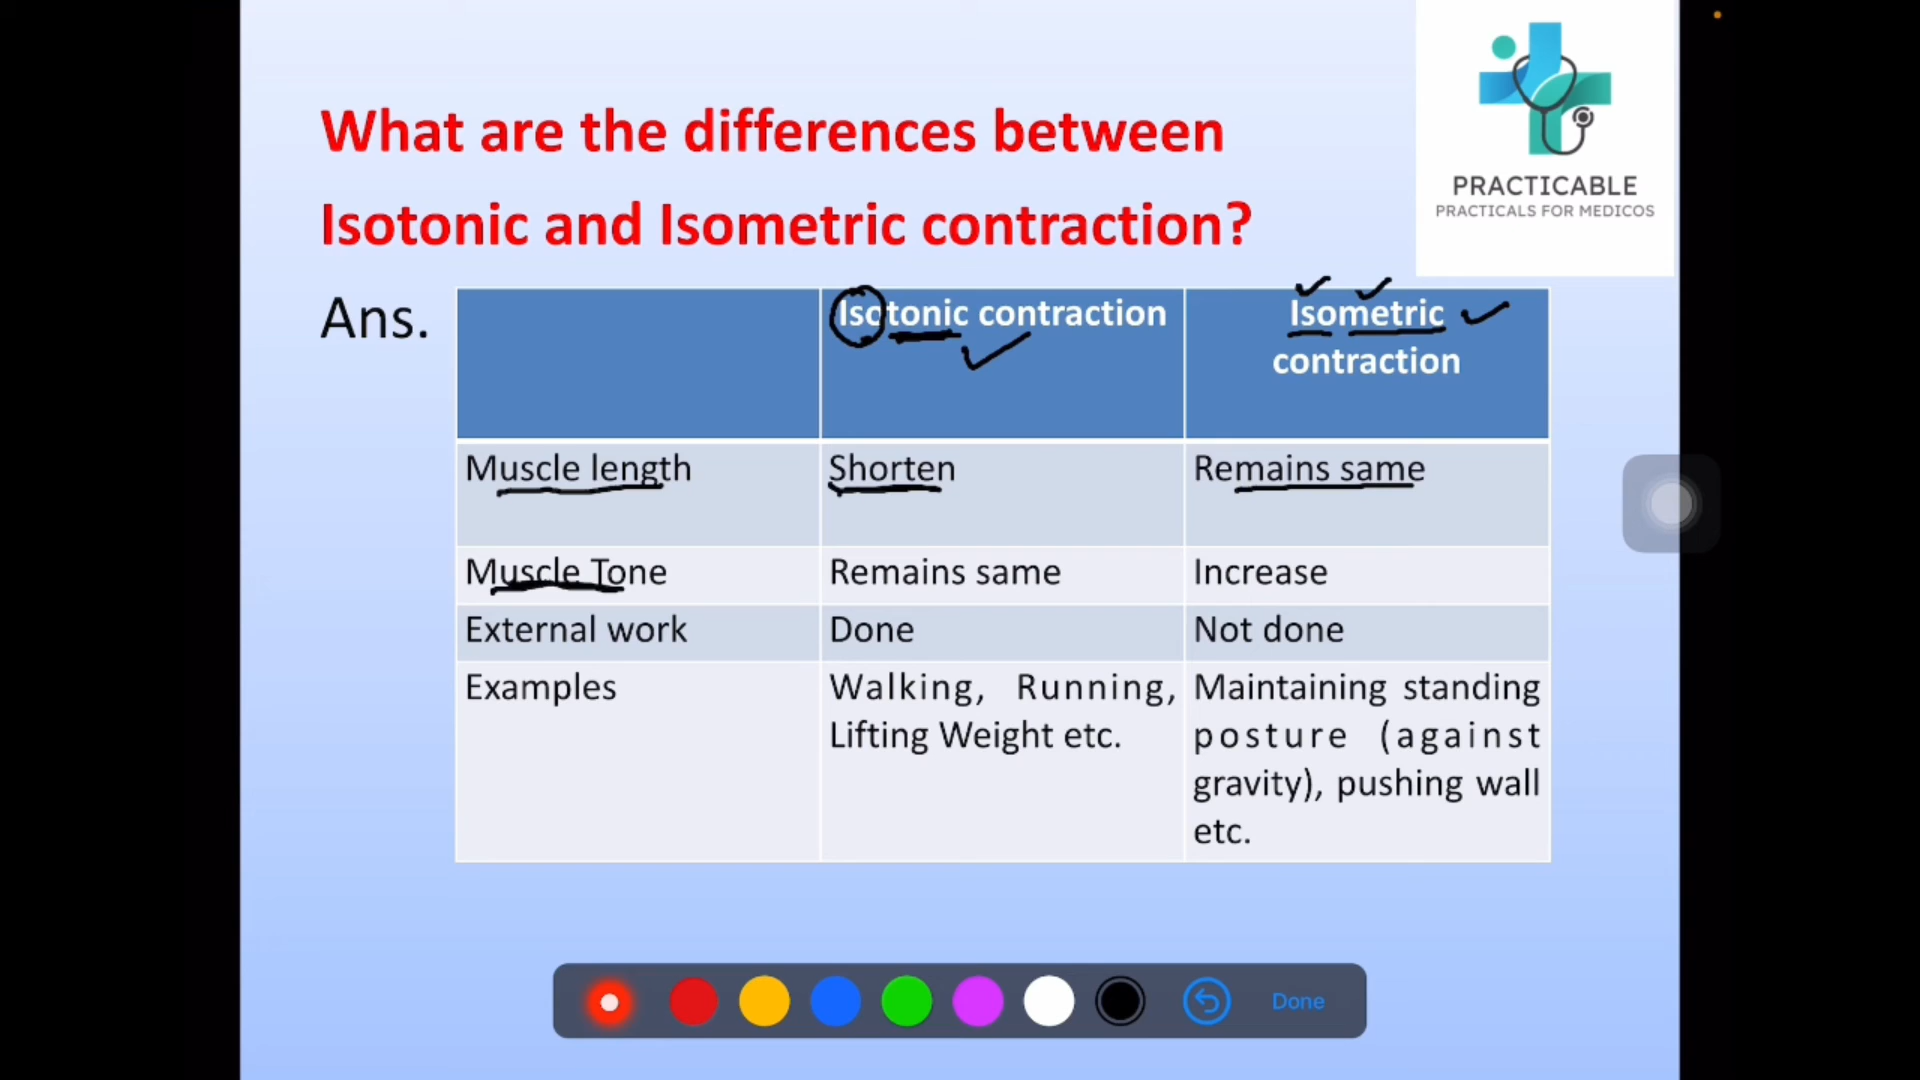 What are the differences between
Isotonic and Isometric contraction?
PRACTICABLE
PRACTICALS FOR MEDICOS
Ans.
Isotonic contraction
Isometric
contraction
Muscle length
Shorten
Remains same
Muscle Tone
Remains same
Increase
External work
Done
Not done
Examples
Walking, Running,
Lifting Weight etc.
Maintaining standing
posture (against
gravity), pushing wall
etc.
Done